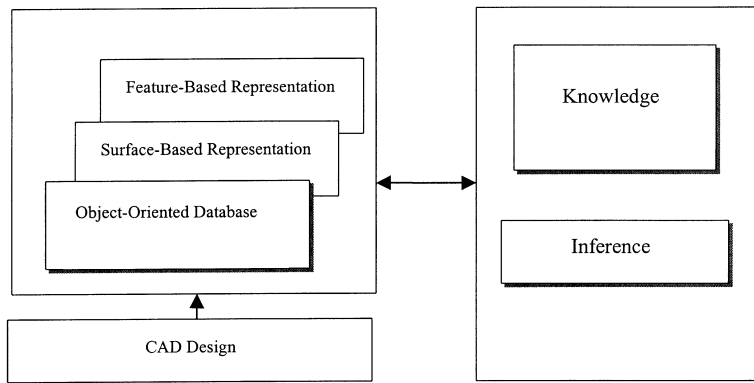 Feature-Based Representation
Surface-Based Representation
Object-Oriented Database
CAD Design
Knowledge
Inference